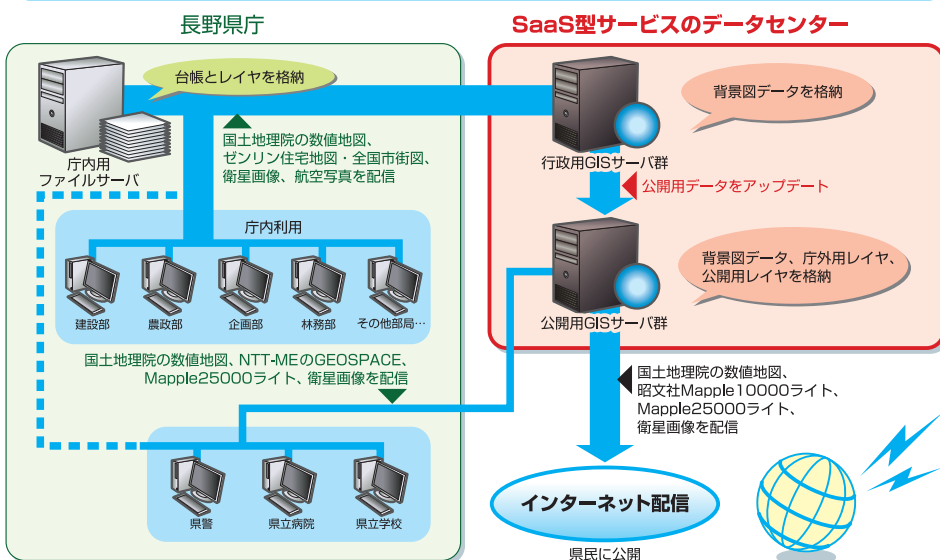 長野県庁
SaaS型サービスのデータセンター
台帳とレイヤを格納
背景図データを格納
国土地理院の数値地図、
ゼンリン住宅地図・全国市街図、
衛星画像、航空写真を配信
庁内用
ファイルサーバ
行政用GISサーバ群
公開用データをアップデート
庁内利用
建設部
農政部
企画部
林務部
その他部局…
背景図データ、庁外用レイヤ、
公開用レイヤを格納
公開用GISサーバ群
国土地理院の数値地図、NTT-MEのGEOSPACE、
Mapple25000ライト、衛星画像を配信
国土地理院の数値地図、
昭文社Mapple10000ライト、
Mapple25000ライト、
衛星画像を配信
県警
県立病院
県立学校
インターネット配信
県民に公開